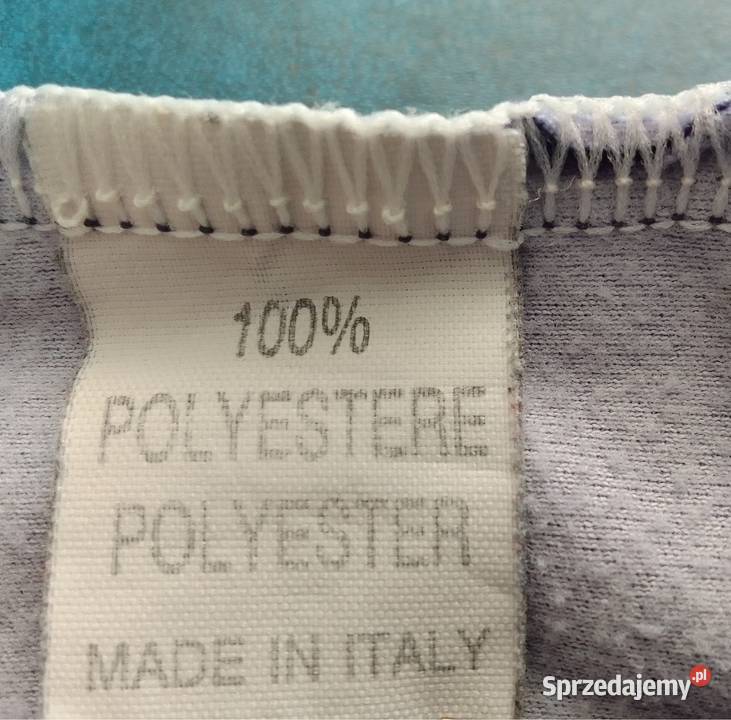 100%
POLYESTERE
POLYESTER
MADE IN ITALY
Sprzedajemy.pl